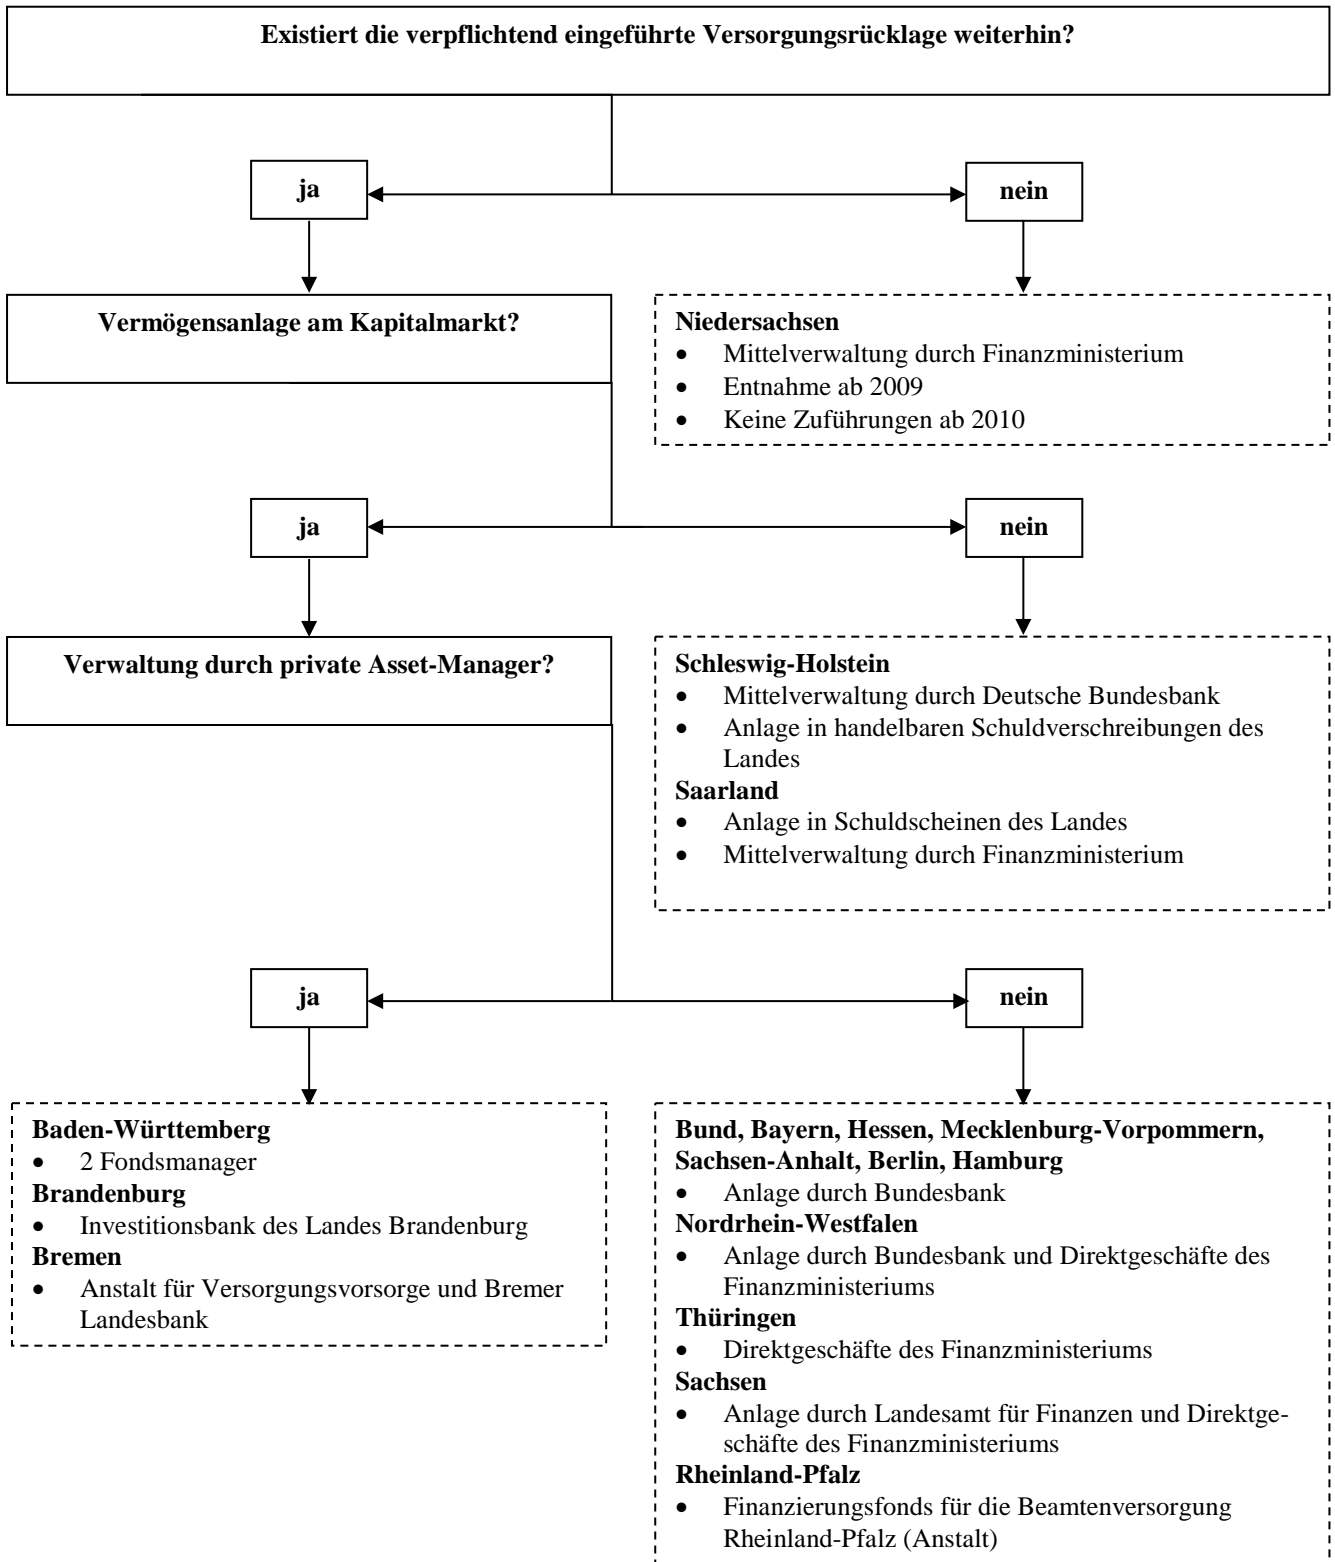 Existiert die verpflichtend eingeführte Versorgungsrücklage weiterhin?
ja
nein
Vermögensanlage am Kapitalmarkt?
Niedersachsen
• Mittelverwaltung durch Finanzministerium
• Entnahme ab 2009
• Keine Zuführungen ab 2010
ja
nein
Verwaltung durch private Asset-Manager?
Schleswig-Holstein
• Mittelverwaltung durch Deutsche Bundesbank
• Anlage in handelbaren Schuldverschreibungen des
Landes
Saarland
• Anlage in Schuldscheinen des Landes
• Mittelverwaltung durch Finanzministerium
ja
nein
Baden-Württemberg
• 2 Fondsmanager
Brandenburg
• Investitionsbank des Landes Brandenburg
Bremen
• Anstalt für Versorgungsvorsorge und Bremer
Landesbank
Bund, Bayern, Hessen, Mecklenburg-Vorpommern,
Sachsen-Anhalt, Berlin, Hamburg
• Anlage durch Bundesbank
Nordrhein-Westfalen
• Anlage durch Bundesbank und Direktgeschäfte des
Finanzministeriums
Thüringen
• Direktgeschäfte des Finanzministeriums
Sachsen
• Anlage durch Landesamt für Finanzen und Direktge-
schäfte des Finanzministeriums
Rheinland-Pfalz
• Finanzierungsfonds für die Beamtenversorgung
Rheinland-Pfalz (Anstalt)